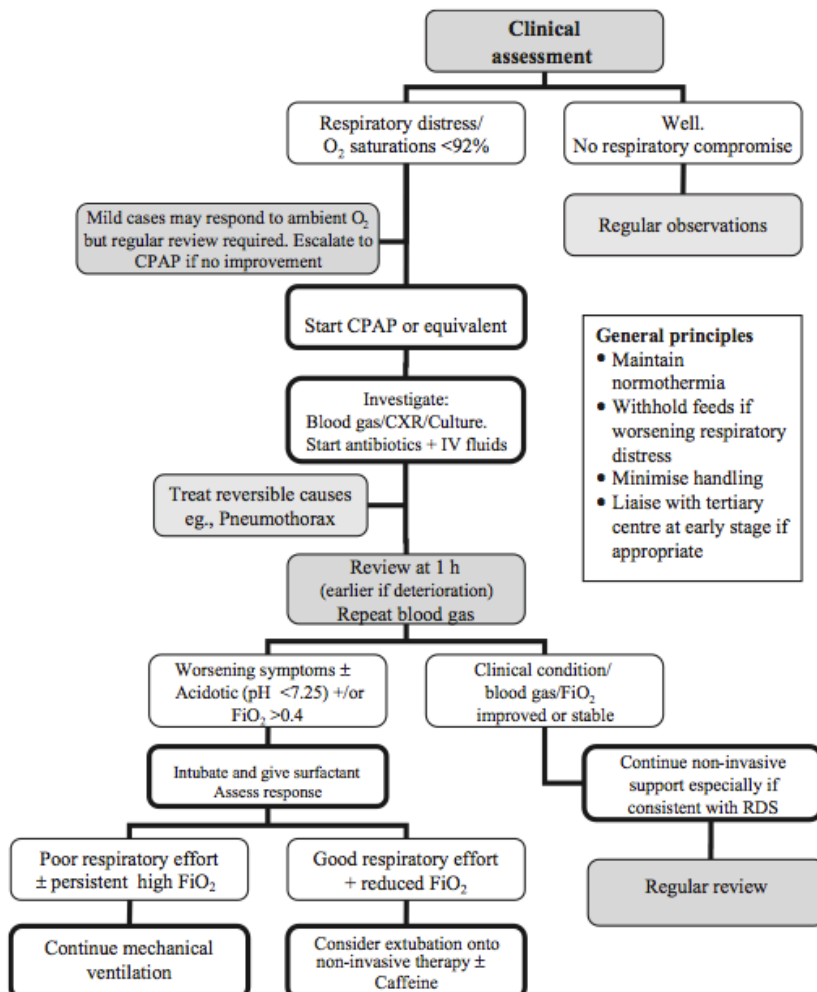 Clinical
assessment
Respiratory distress/
O₂ saturations <92%
Well.
No respiratory compromise
Mild cases may respond to ambient O₂
but regular review required. Escalate to
CPAP if no improvement
Regular observations
Start CPAP or equivalent
General principles
• Maintain
normothermia
• Withhold feeds if
worsening respiratory
distress
• Minimise handling
• Liaise with tertiary
centre at early stage if
appropriate
Investigate:
Blood gas/CXR/Culture.
Start antibiotics + IV fluids
Treat reversible causes
eg., Pneumothorax
Review at 1 h
(earlier if deterioration)
Repeat blood gas
Worsening symptoms ±
Acidotic (pH <7.25) +/or
FiO₂ >0.4
Clinical condition/
blood gas/FiO₂
improved or stable
Intubate and give surfactant
Assess response
Continue non-invasive
support especially if
consistent with RDS
Poor respiratory effort
± persistent high FiO₂
Good respiratory effort
+ reduced FiO₂
Regular review
Continue mechanical
ventilation
Consider extubation onto
non-invasive therapy ±
Caffeine